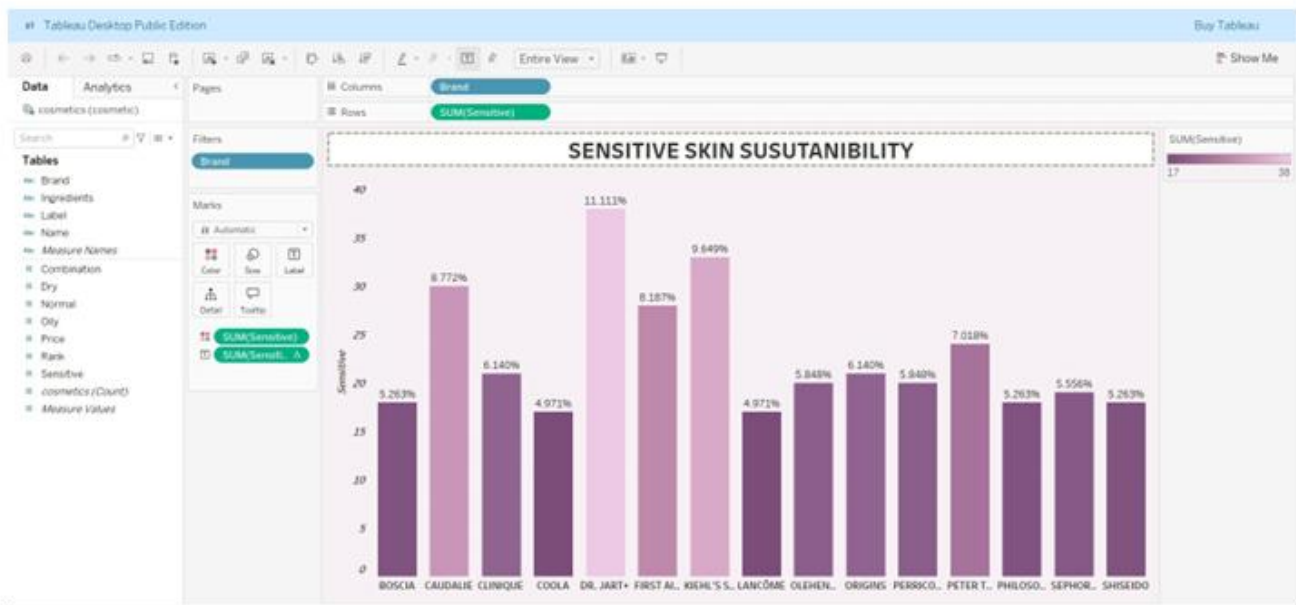 Tableau Desktop Public Edition
Buy Tableau
Entire View
Show Me
Data
Analytics
Pages
Columns
Brand
cosmetics (cosmetic)
Rows
SUM(Sensitive)
Search
Filters
Brand
Tables
Brand
Ingredients
Label
Name
Measure Names
Combination
Dry
Normal
Oily
Price
Rank
Sensitive
cosmetics (Count)
Measure Values
Marks
Automatic
Color
Size
Label
Detail
Tooltip
SUM(Sensitive)
SUM(Sensiti..
SENSITIVE SKIN SUSUTANIBILITY
SUM(Sensitive)
17 38
Sensitive
40
35
30
25
20
15
10
5
0
5.263%
8.772%
6.140%
4.971%
11.111%
8.187%
9.649%
4.971%
5.848%
6.140%
5.848%
7.018%
5.263%
5.556%
5.263%
BOSCIA CAUDALIE CLINIQUE COOLA DR. JART+ FIRST AI.. KIEHL'S S.. LANCÔME OLEHEN.. ORIGINS PERRICO.. PETER T.. PHILOSO.. SEPHOR.. SHISEIDO